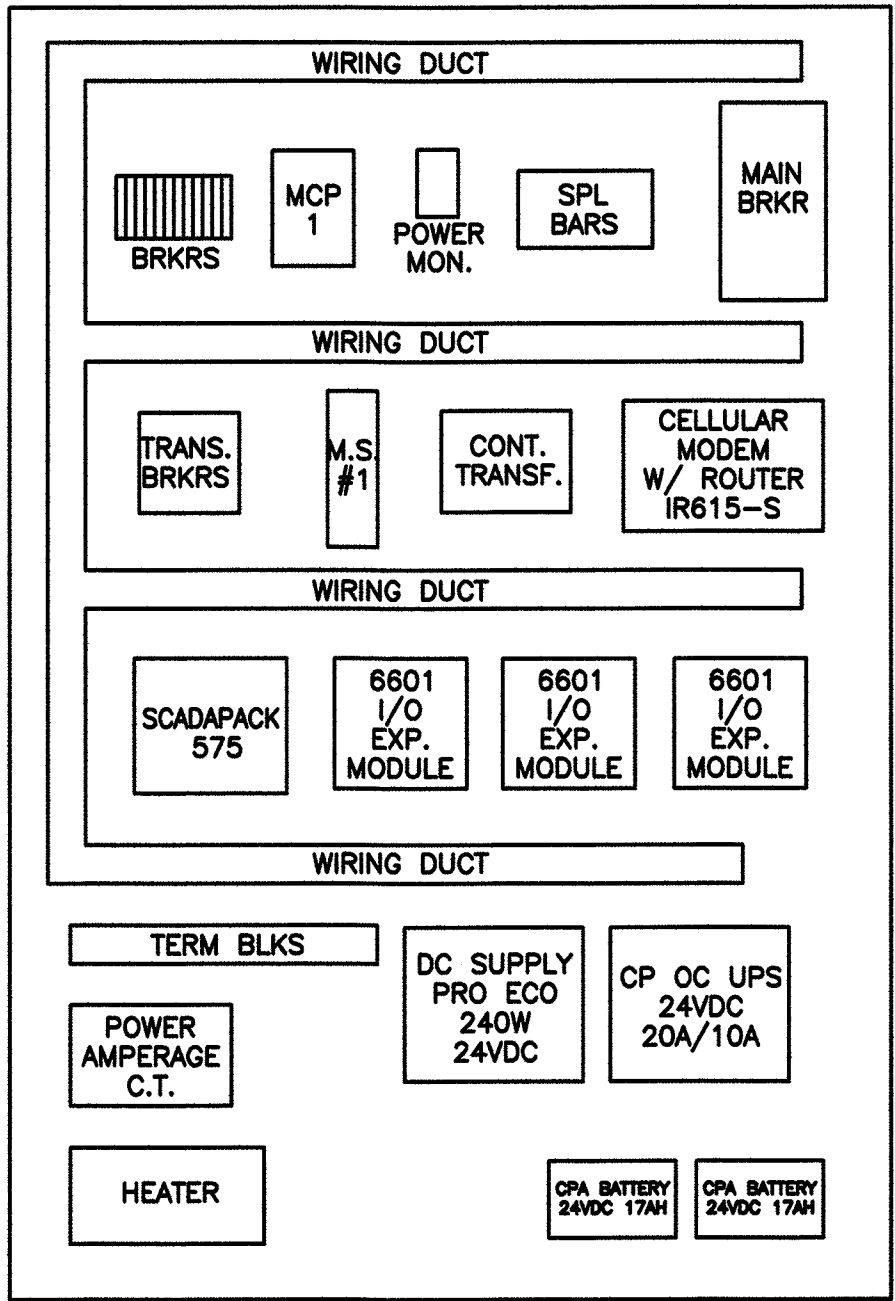 WIRING DUCT
BRKRS
MCP
1
POWER
MON.
SPL
BARS
MAIN
BRKR
WIRING DUCT
TRANS.
BRKRS
M.S.
#1
CONT.
TRANSF.
CELLULAR
MODEM
W/ ROUTER
IR615-S
WIRING DUCT
SCADAPACK
575
6601
I/O
EXP.
MODULE
6601
I/O
EXP.
MODULE
6601
I/O
EXP.
MODULE
WIRING DUCT
TERM BLKS
DC SUPPLY
PRO ECO
240W
24VDC
CP OC UPS
24VDC
20A/10A
POWER
AMPERAGE
C.T.
HEATER
CPA BATTERY
24VDC 17AH
CPA BATTERY
24VDC 17AH